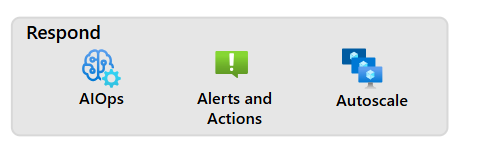 Respond
AIOps
Alerts and
Actions
Autoscale